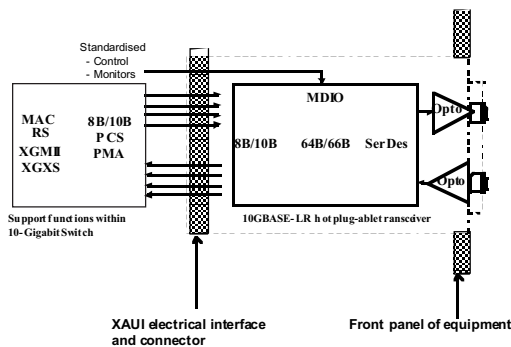 Standardised
- Control
- Monitors
MDIO
Opto
MAC
RS
XGMII
XGXS
8B/10B
PCS
PMA
8B/10B 64B/66B SerDes
Opto
Support functions within
10-Gigabit Switch
10GBASE-LR hot plug-able transceiver
XAUI electrical interface
and connector
Front panel of equipment